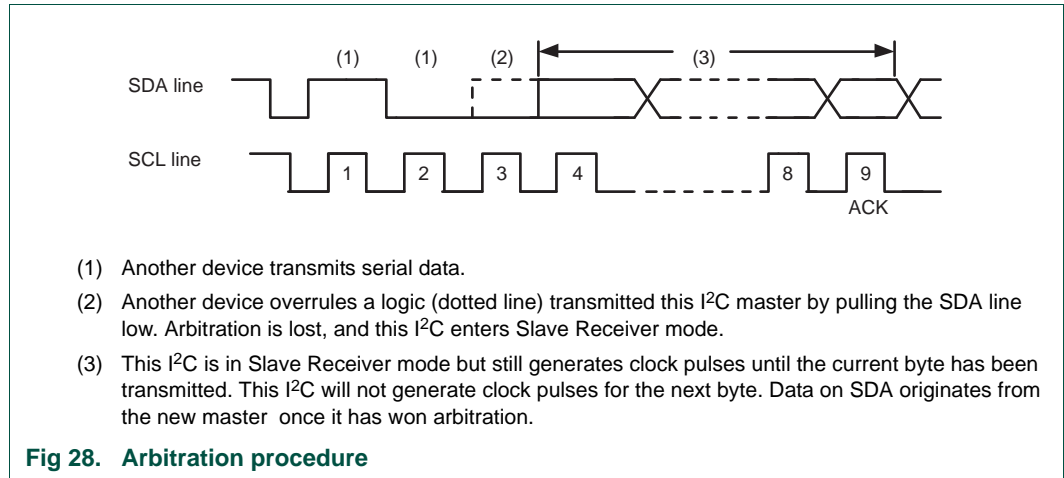 (1) (1) (2) (3)
SDA line
SCL line
1 2 3 4 8 9
ACK
(1) Another device transmits serial data.
(2) Another device overrules a logic (dotted line) transmitted this I2C master by pulling the SDA line
low. Arbitration is lost, and this I2C enters Slave Receiver mode.
(3) This I2C is in Slave Receiver mode but still generates clock pulses until the current byte has been
transmitted. This I2C will not generate clock pulses for the next byte. Data on SDA originates from
the new master once it has won arbitration.
Fig 28. Arbitration procedure